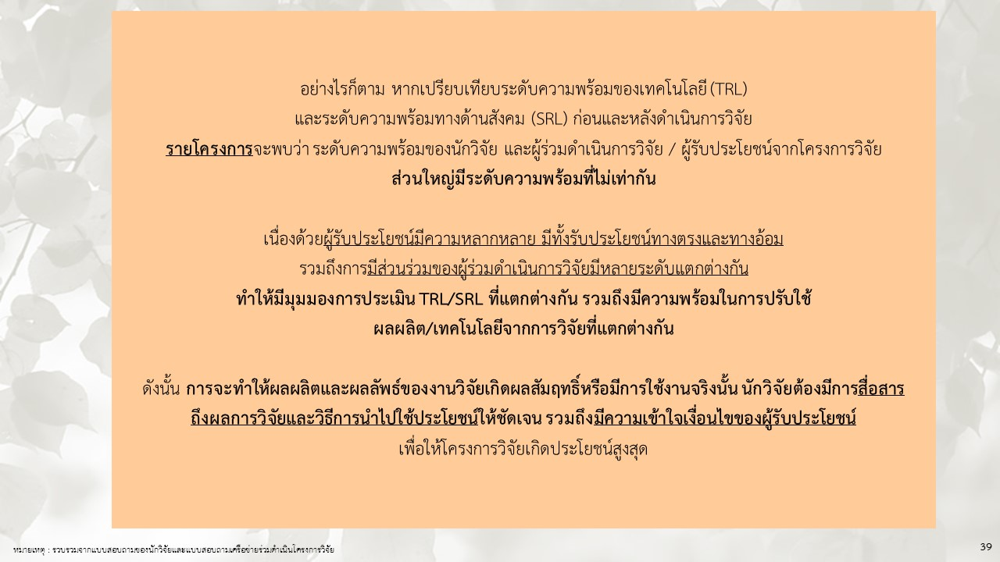 อย่างไรก็ตาม หากเปรียบเทียบระดับความพร้อมของเทคโนโลยี (TRL)
และระดับความพร้อมทางด้านสังคม (SRL) ก่อนและหลังดำเนินการวิจัย
รายโครงการจะพบว่า ระดับความพร้อมของนักวิจัย และผู้ร่วมดำเนินการวิจัย / ผู้รับประโยชน์จากโครงการวิจัย
ส่วนใหญ่มีระดับความพร้อมที่ไม่เท่ากัน
เนื่องด้วยผู้รับประโยชน์มีความหลากหลาย มีทั้งรับประโยชน์ทางตรงและทางอ้อม
รวมถึงการมีส่วนร่วมของผู้ร่วมดำเนินการวิจัยมีหลายระดับแตกต่างกัน
ทำให้มีมุมมองการประเมิน TRL/SRL ที่แตกต่างกัน รวมถึงมีความพร้อมในการปรับใช้
ผลผลิต/เทคโนโลยีจากการวิจัยที่แตกต่างกัน
ดังนั้น การจะทำให้ผลผลิตและผลลัพธ์ของงานวิจัยเกิดผลสัมฤทธิ์หรือมีการใช้งานจริงนั้น นักวิจัยต้องมีการสื่อสาร
ถึงผลการวิจัยและวิธีการนำไปใช้ประโยชน์ให้ชัดเจน รวมถึงมีความเข้าใจเงื่อนไขของผู้รับประโยชน์
เพื่อให้โครงการวิจัยเกิดประโยชน์สูงสุด
หมายเหตุ : รวบรวมจากแบบสอบถามของนักวิจัยและแบบสอบถามเครือข่ายร่วมดำเนินโครงการวิจัย
39